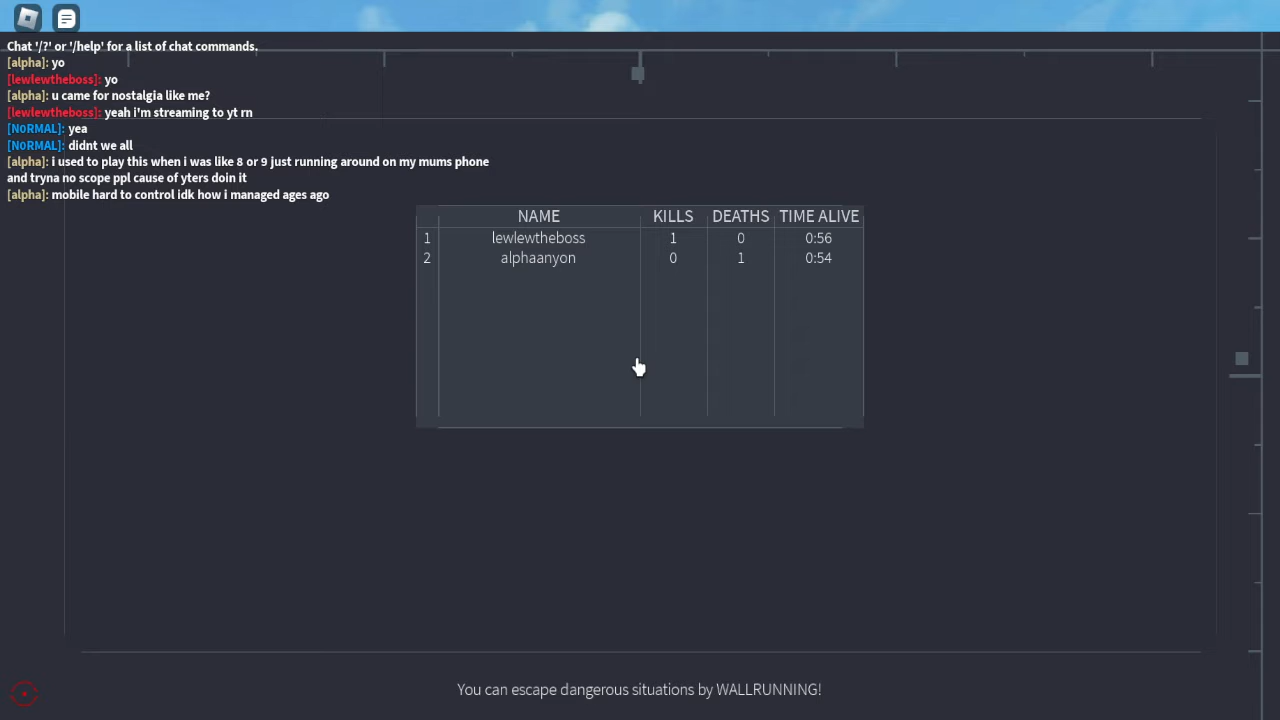 Chat '/?' or '/help' for a list of chat commands.
[alpha]: yo
[lewlewtheboss]: yo
[alpha]: u came for nostalgia like me?
[lewlewtheboss]: yeah i'm streaming to yt rn
[N0RMAL]: yea
[N0RMAL]: didnt we all
[alpha]: i used to play this when i was like 8 or 9 just running around on my mums phone
and tryna no scope ppl cause of yters doin it
[alpha]: mobile hard to control idk how i managed ages ago
NAME KILLS DEATHS TIME ALIVE
1 lewlewtheboss 1 0 0:56
2 alphaanyon 0 1 0:54
You can escape dangerous situations by WALLRUNNING!